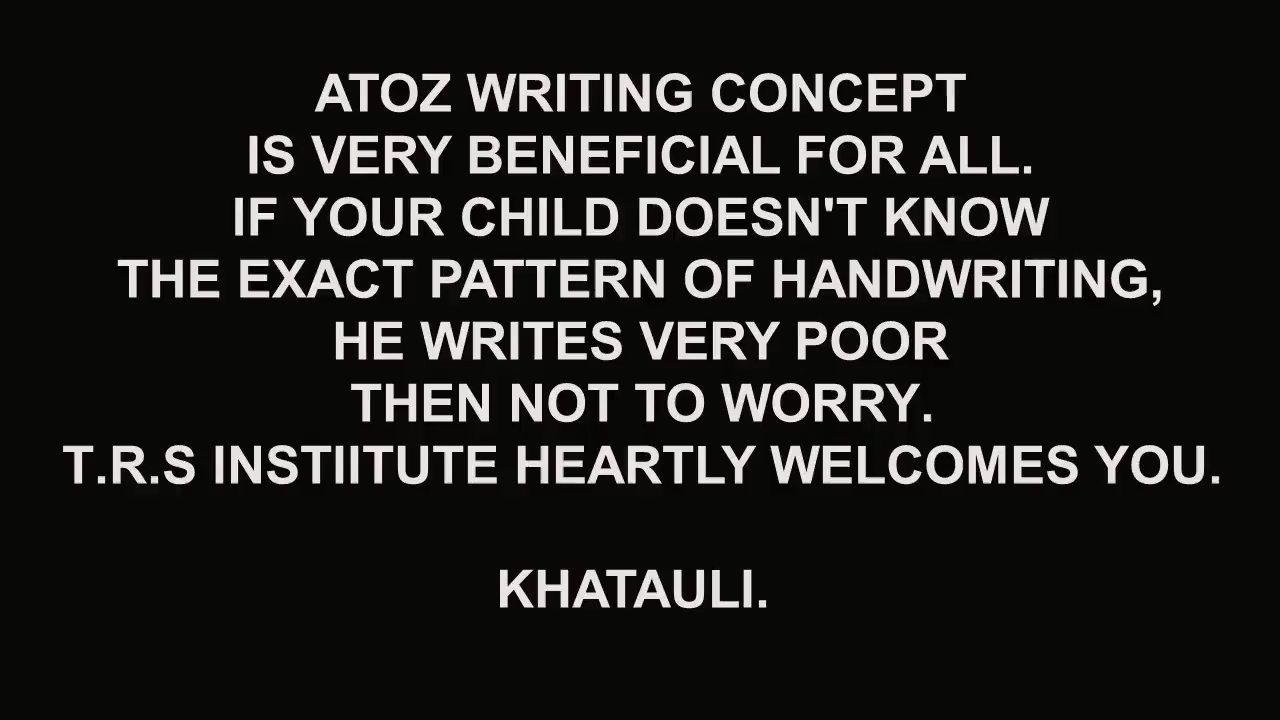 ATOZ WRITING CONCEPT
IS VERY BENEFICIAL FOR ALL.
IF YOUR CHILD DOESN'T KNOW
THE EXACT PATTERN OF HANDWRITING,
HE WRITES VERY POOR
THEN NOT TO WORRY.
T.R.S INSTIITUTE HEARTLY WELCOMES YOU.
KHATAULI.